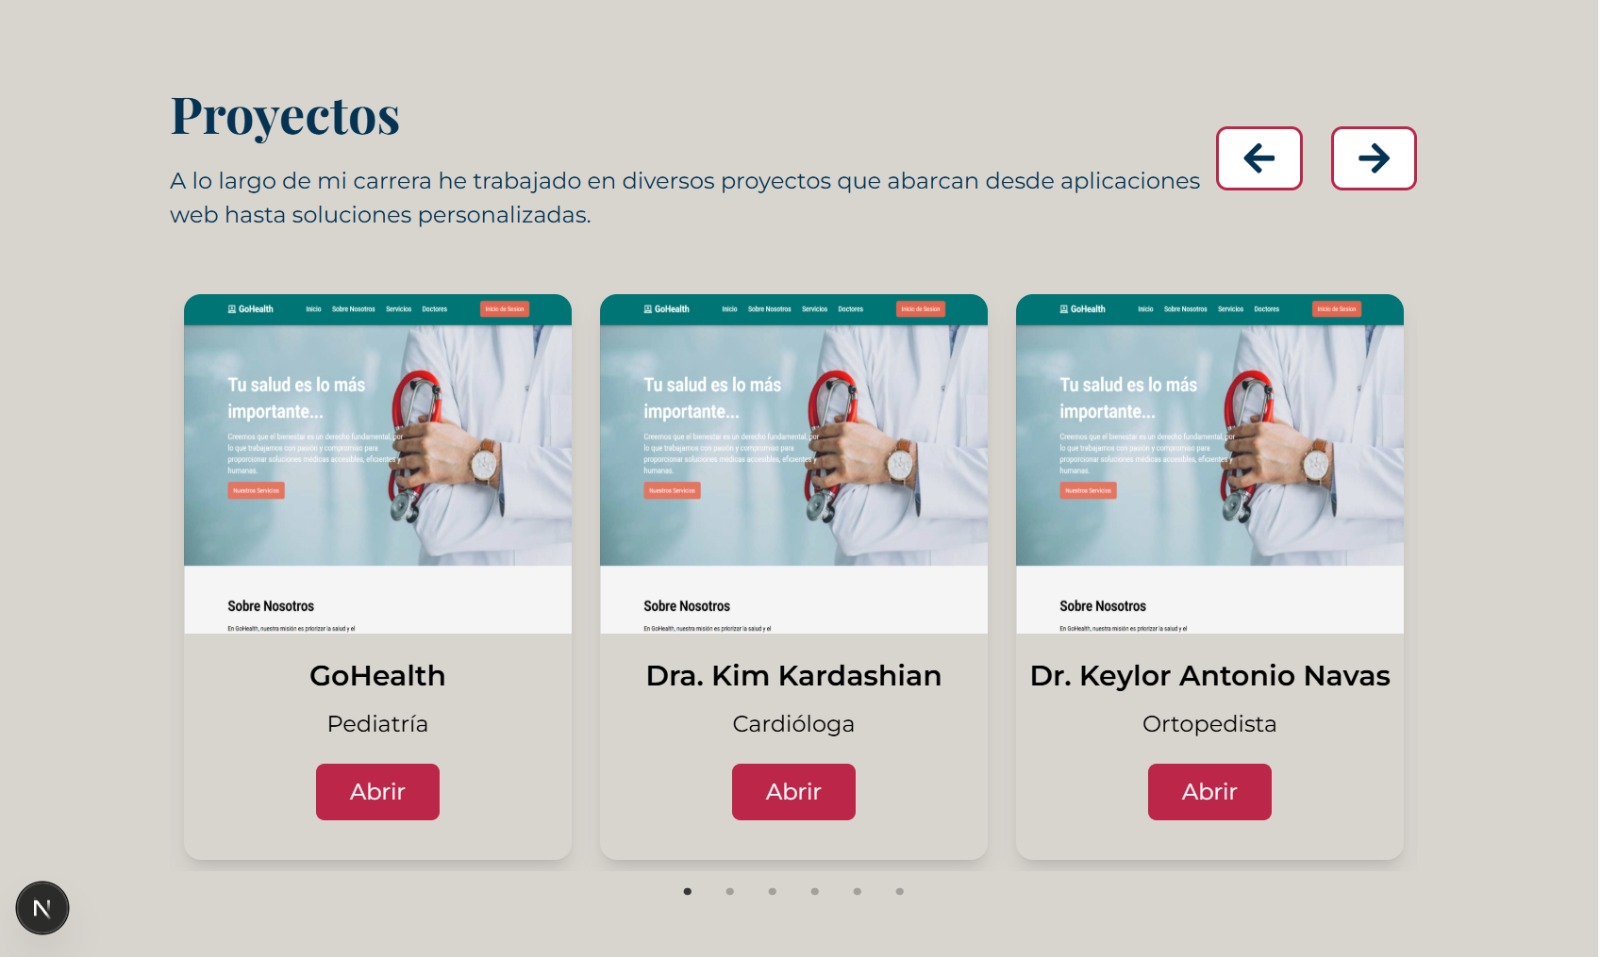 Proyectos
A lo largo de mi carrera he trabajado en diversos proyectos que abarcan desde aplicaciones
web hasta soluciones personalizadas.
GoHealth Inicio Sobre Nosotros Servicios Doctores Inicio de Sesion
Tu salud es lo más
importante...
Creemos que el bienestar es un derecho fundamental, por
lo que trabajamos con pasión y compromiso para
proporcionar soluciones médicas accesibles, eficientes y
humanas.
Nuestros Servicios
Sobre Nosotros
En GoHealth, nuestra misión es priorizar la salud y el
GoHealth
Pediatría
Abrir
GoHealth Inicio Sobre Nosotros Servicios Doctores Inicio de Sesion
Tu salud es lo más
importante...
Creemos que el bienestar es un derecho fundamental, por
lo que trabajamos con pasión y compromiso para
proporcionar soluciones médicas accesibles, eficientes y
humanas.
Nuestros Servicios
Sobre Nosotros
En GoHealth, nuestra misión es priorizar la salud y el
Dra. Kim Kardashian
Cardióloga
Abrir
GoHealth Inicio Sobre Nosotros Servicios Doctores Inicio de Sesion
Tu salud es lo más
importante...
Creemos que el bienestar es un derecho fundamental, por
lo que trabajamos con pasión y compromiso para
proporcionar soluciones médicas accesibles, eficientes y
humanas.
Nuestros Servicios
Sobre Nosotros
En GoHealth, nuestra misión es priorizar la salud y el
Dr. Keylor Antonio Navas
Ortopedista
Abrir
N